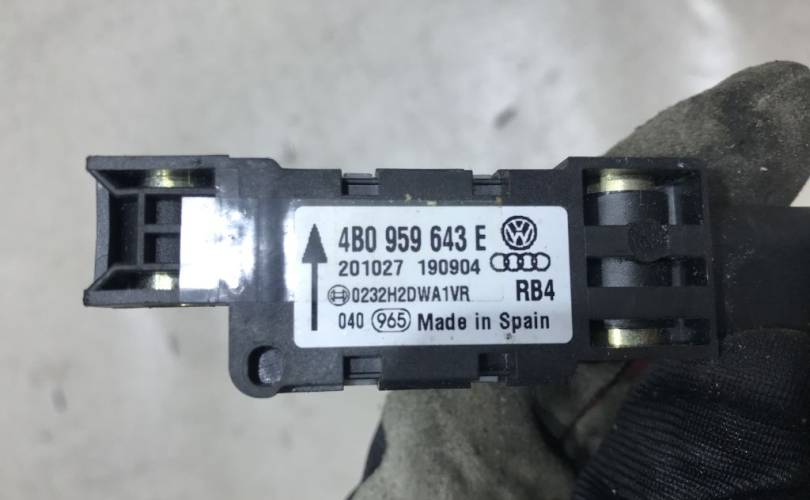 4B0 959 643 E
201027 190904
0232H2DWA1VR RB4
040 965 Made in Spain